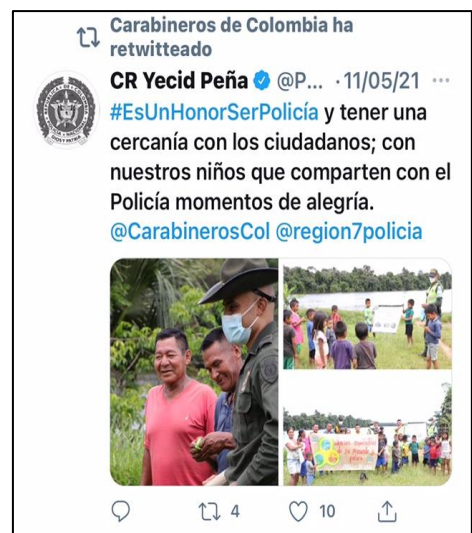 Carabineros de Colombia ha
retwitteado
CR Yecid Peña @P... · 11/05/21 ···
#EsUnHonorSerPolicía y tener una
cercanía con los ciudadanos; con
nuestros niños que comparten con el
Policía momentos de alegría.
@CarabinerosCol @region7policia
4 10